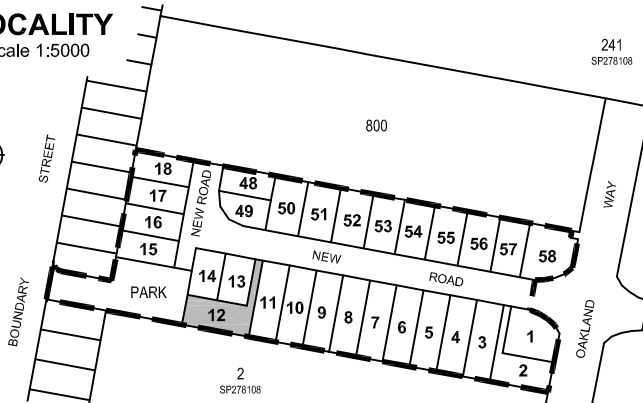 OCALITY
cale 1:5000
241
SP278108
800
STREET
WAY
18
17
16
15
NEW ROAD
48
49
50
51
52
53
54
55
56
57
58
NEW
ROAD
14
13
PARK
12
11
10
9
8
7
6
5
4
3
1
2
BOUNDARY
OAKLAND
2
SP278108